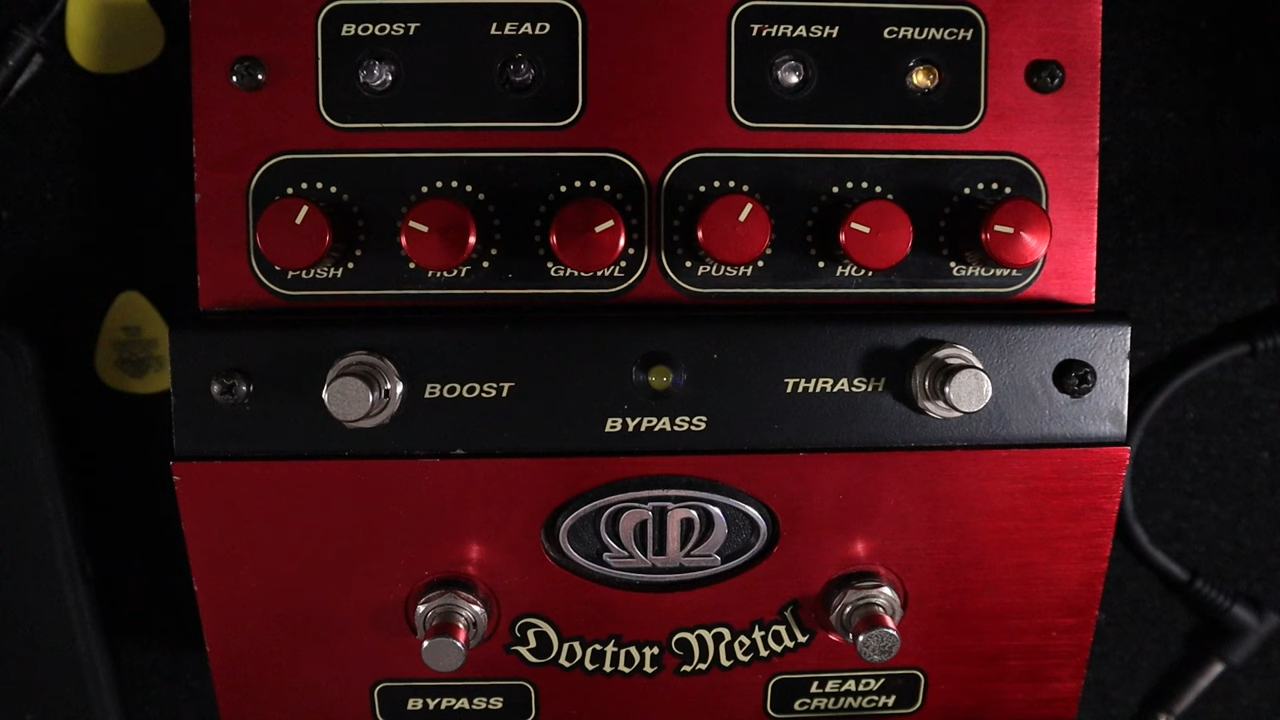 BOOST LEAD
THRASH CRUNCH
PUSH HOT GROWL
PUSH HOT GROWL
BOOST
BYPASS
THRASH
Doctor Metal
BYPASS
LEAD/
CRUNCH